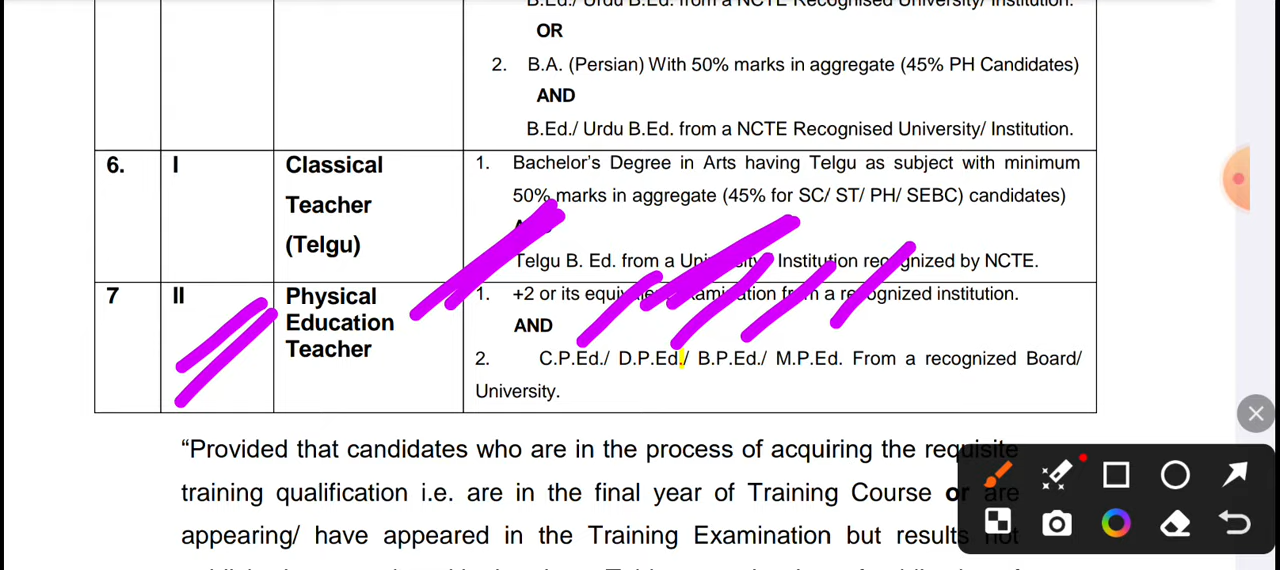 B.Ed./ Urdu B.Ed. from a NCTE Recognised University/ Institution.
OR
2. B.A. (Persian) With 50% marks in aggregate (45% PH Candidates)
AND
B.Ed./ Urdu B.Ed. from a NCTE Recognised University/ Institution.
6. I Classical Teacher (Telgu)
1. Bachelor's Degree in Arts having Telgu as subject with minimum
50% marks in aggregate (45% for SC/ ST/ PH/ SEBC) candidates)
AND
Telgu B. Ed. from a University/ Institution recognized by NCTE.
7 II Physical Education Teacher
1. +2 or its equivalent examination from a recognized institution.
AND
2. C.P.Ed./ D.P.Ed./ B.P.Ed./ M.P.Ed. From a recognized Board/
University.
“Provided that candidates who are in the process of acquiring the requisite
training qualification i.e. are in the final year of Training Course or are
appearing/ have appeared in the Training Examination but results not